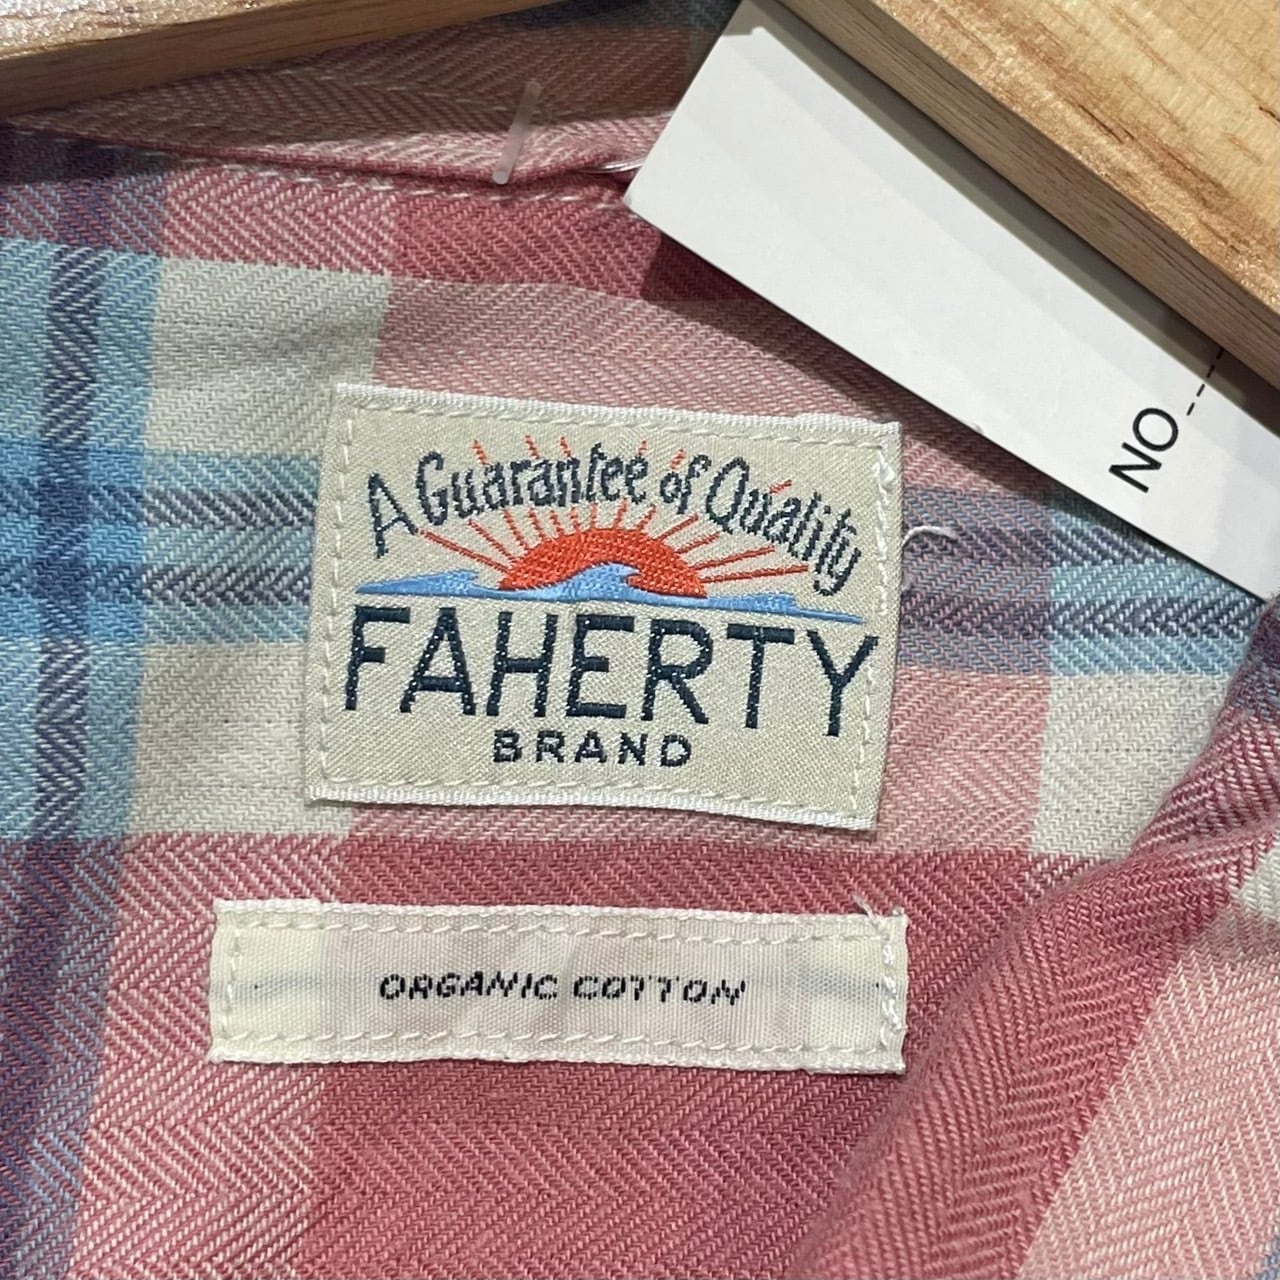 NO
A Guarantee of Quality
FAHERTY
BRAND
ORGANIC COTTON